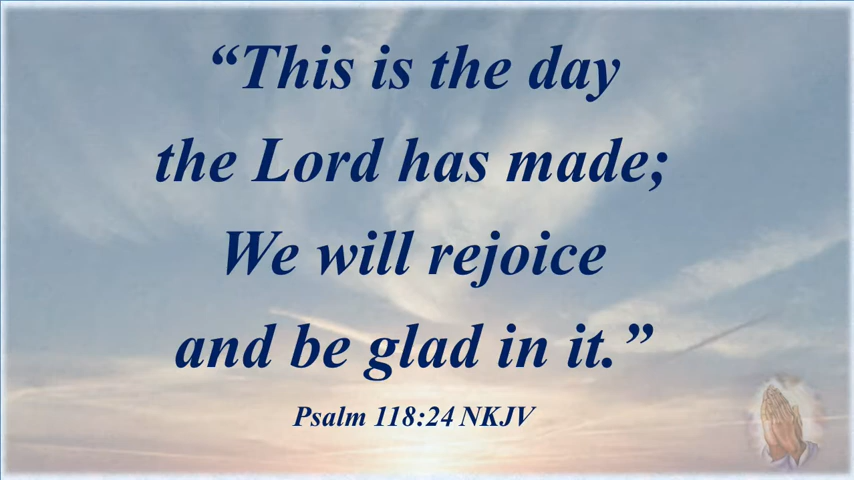 “This is the day
the Lord has made;
We will rejoice
and be glad in it.”
Psalm 118:24 NKJV